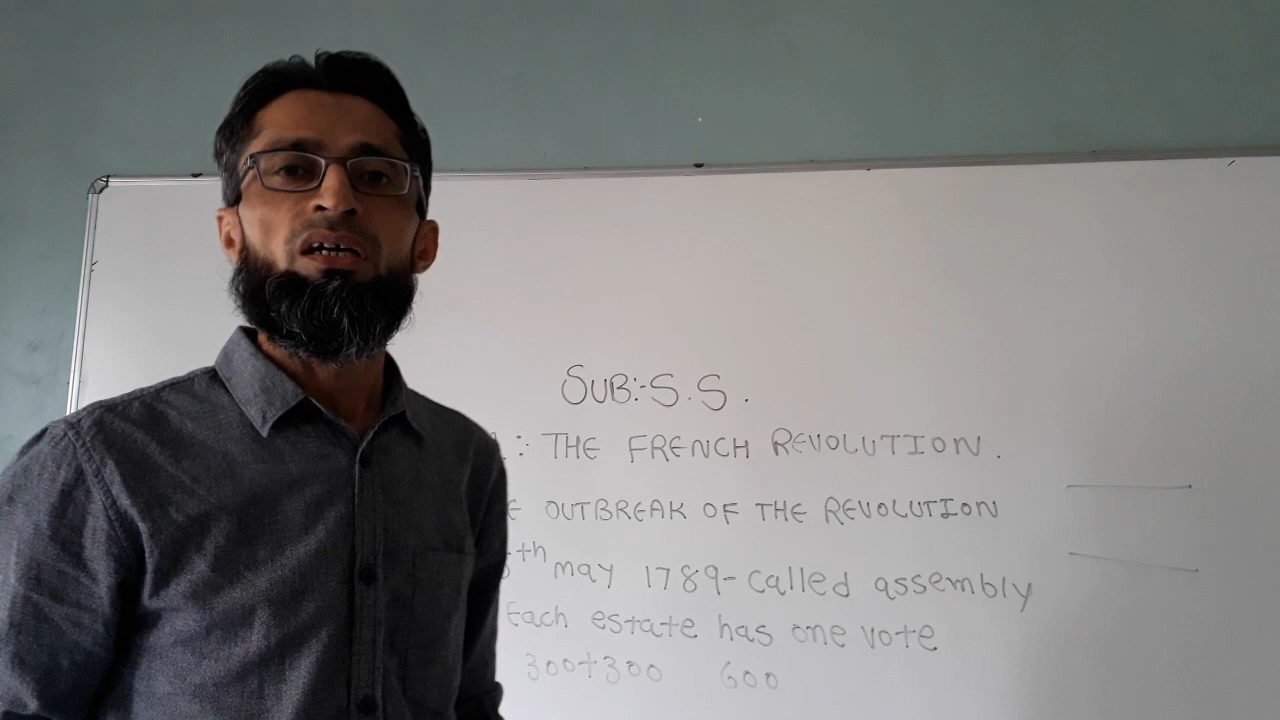 SUB:- S.S.
: THE FRENCH REVOLUTION.
OUTBREAK OF THE REVOLUTION
th may 1789 - called assembly
Each estate has one vote
300+300 600